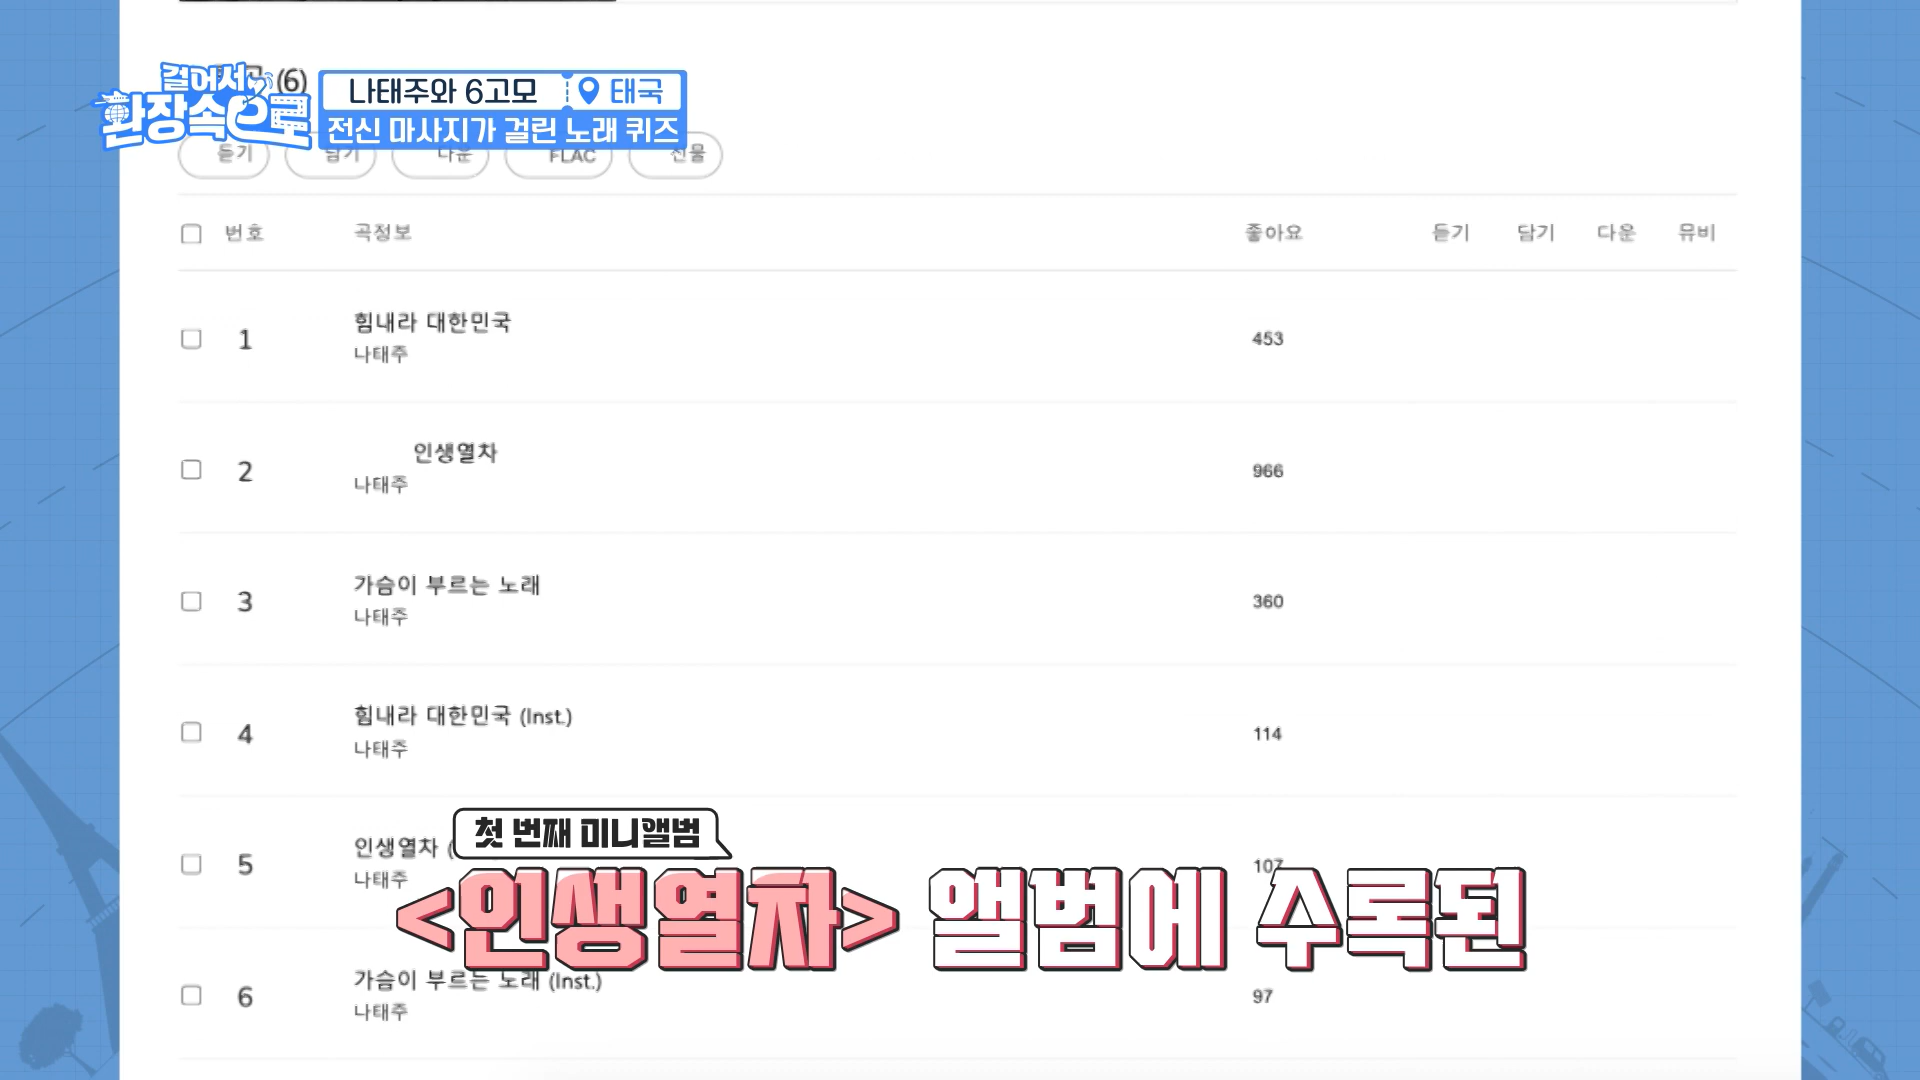 걸어서
환장속으로
(6)
나태주와 6고모
태국
전신 마사지가 걸린 노래 퀴즈
듣기 담기 다운 FLAC 선물
번호 곡정보 좋아요 듣기 담기 다운 뮤비
1 힘내라 대한민국 453
나태주
2 인생열차 966
나태주
3 가슴이 부르는 노래 360
나태주
4 힘내라 대한민국 (Inst.) 114
나태주
5 인생열차 ( 107
나태주
첫 번째 미니앨범
<인생열차> 앨범에 수록된
6 가슴이 부르는 노래 (Inst.) 97
나태주